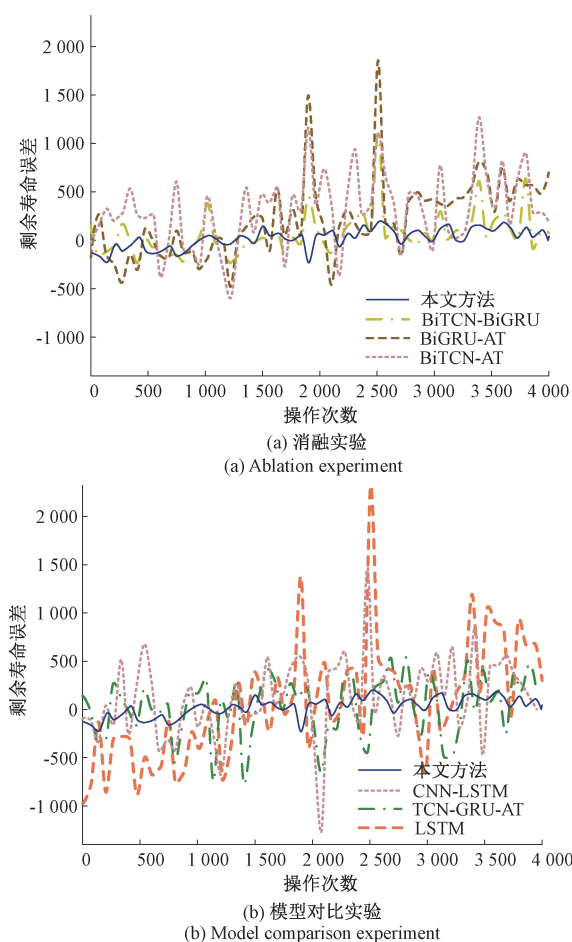 2 000
1 500
1 000
500
0
-500
-1 000
剩余寿命误差
本文方法
BiTCN-BiGRU
BiGRU-AT
BiTCN-AT
0 500 1 000 1 500 2 000 2 500 3 000 3 500 4 000
操作次数
(a) 消融实验
(a) Ablation experiment
2 000
1 500
1 000
500
0
-500
-1 000
剩余寿命误差
本文方法
CNN-LSTM
TCN-GRU-AT
LSTM
0 500 1 000 1 500 2 000 2 500 3 000 3 500 4 000
操作次数
(b) 模型对比实验
(b) Model comparison experiment